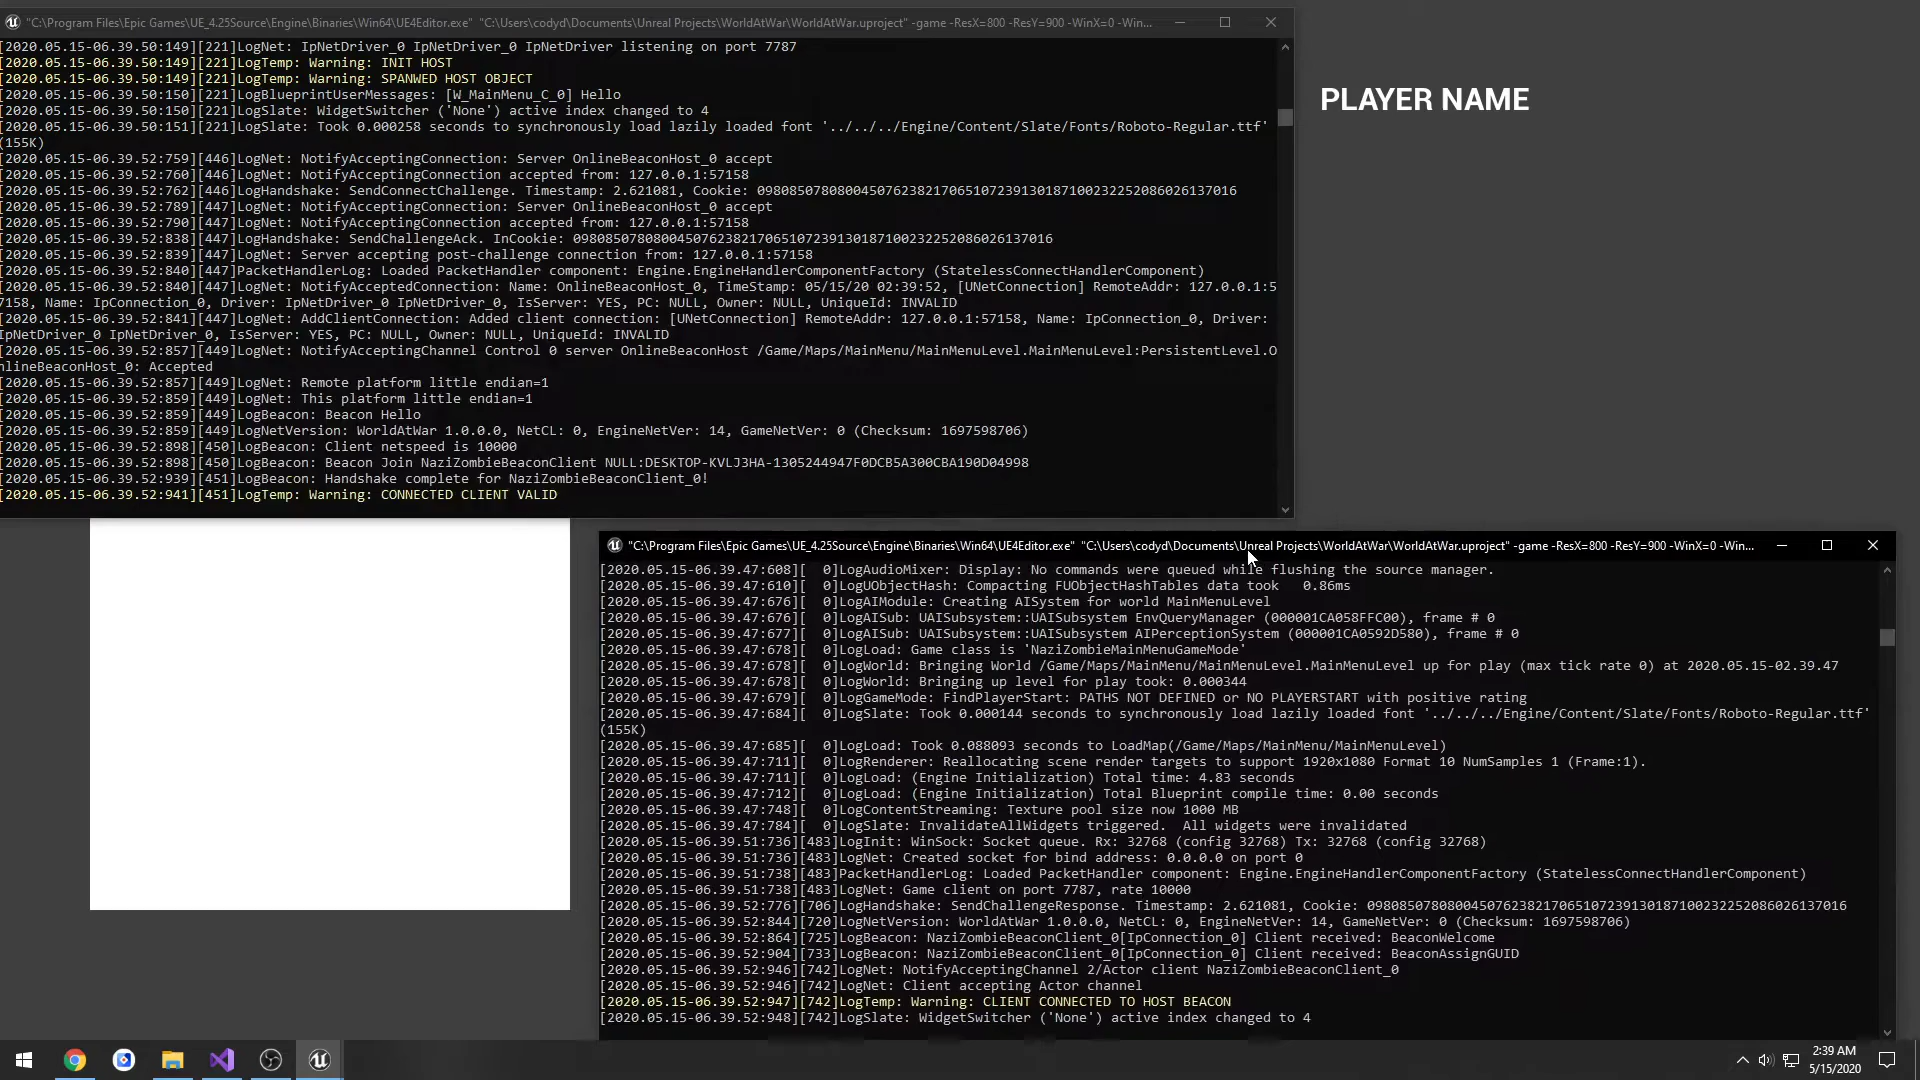 "C:\Program Files\Epic Games\UE_4.25Source\Engine\Binaries\Win64\UE4Editor.exe" "C:\Users\codyd\Documents\Unreal Projects\WorldAtWar\WorldAtWar.uproject" -game -ResX=800 -ResY=900 -WinX=0 -Win...
[2020.05.15-06.39.50:149][221]LogNet: IpNetDriver_0 IpNetDriver_0 IpNetDriver listening on port 7787
[2020.05.15-06.39.50:149][221]LogTemp: Warning: INIT HOST
[2020.05.15-06.39.50:149][221]LogTemp: Warning: SPANWED HOST OBJECT
[2020.05.15-06.39.50:150][221]LogBlueprintUserMessages: [W_MainMenu_C_0] Hello
[2020.05.15-06.39.50:150][221]LogSlate: WidgetSwitcher ('None') active index changed to 4
[2020.05.15-06.39.50:151][221]LogSlate: Took 0.000258 seconds to synchronously load lazily loaded font '../../../Engine/Content/Slate/Fonts/Roboto-Regular.ttf'
(155K)
[2020.05.15-06.39.52:759][446]LogNet: NotifyAcceptingConnection: Server OnlineBeaconHost_0 accept
[2020.05.15-06.39.52:760][446]LogNet: NotifyAcceptingConnection accepted from: 127.0.0.1:57158
[2020.05.15-06.39.52:762][446]LogHandshake: SendConnectChallenge. Timestamp: 2.621081, Cookie: 098085078080045076238217065107239130187100232252086026137016
[2020.05.15-06.39.52:789][447]LogNet: NotifyAcceptingConnection: Server OnlineBeaconHost_0 accept
[2020.05.15-06.39.52:790][447]LogNet: NotifyAcceptingConnection accepted from: 127.0.0.1:57158
[2020.05.15-06.39.52:838][447]LogHandshake: SendChallengeAck. InCookie: 098085078080045076238217065107239130187100232252086026137016
[2020.05.15-06.39.52:839][447]LogNet: Server accepting post-challenge connection from: 127.0.0.1:57158
[2020.05.15-06.39.52:840][447]PacketHandlerLog: Loaded PacketHandler component: Engine.EngineHandlerComponentFactory (StatelessConnectHandlerComponent)
[2020.05.15-06.39.52:840][447]LogNet: NotifyAcceptedConnection: Name: OnlineBeaconHost_0, TimeStamp: 05/15/20 02:39:52, [UNetConnection] RemoteAddr: 127.0.0.1:5
7158, Name: IpConnection_0, Driver: IpNetDriver_0 IpNetDriver_0, IsServer: YES, PC: NULL, Owner: NULL, UniqueId: INVALID
[2020.05.15-06.39.52:841][447]LogNet: AddClientConnection: Added client connection: [UNetConnection] RemoteAddr: 127.0.0.1:57158, Name: IpConnection_0, Driver:
IpNetDriver_0 IpNetDriver_0, IsServer: YES, PC: NULL, Owner: NULL, UniqueId: INVALID
[2020.05.15-06.39.52:857][449]LogNet: NotifyAcceptingChannel Control 0 server OnlineBeaconHost /Game/Maps/MainMenu/MainMenuLevel.MainMenuLevel:PersistentLevel.O
nlineBeaconHost_0: Accepted
[2020.05.15-06.39.52:857][449]LogNet: Remote platform little endian=1
[2020.05.15-06.39.52:859][449]LogNet: This platform little endian=1
[2020.05.15-06.39.52:859][449]LogBeacon: Beacon Hello
[2020.05.15-06.39.52:859][449]LogNetVersion: WorldAtWar 1.0.0.0, NetCL: 0, EngineNetVer: 14, GameNetVer: 0 (Checksum: 1697598706)
[2020.05.15-06.39.52:898][450]LogBeacon: Client netspeed is 10000
[2020.05.15-06.39.52:898][450]LogBeacon: Beacon Join NaziZombieBeaconClient NULL:DESKTOP-KVLJ3HA-1305244947F0DCB5A300CBA190D04998
[2020.05.15-06.39.52:939][451]LogBeacon: Handshake complete for NaziZombieBeaconClient_0!
[2020.05.15-06.39.52:941][451]LogTemp: Warning: CONNECTED CLIENT VALID
PLAYER NAME
"C:\Program Files\Epic Games\UE_4.25Source\Engine\Binaries\Win64\UE4Editor.exe" "C:\Users\codyd\Documents\Unreal Projects\WorldAtWar\WorldAtWar.uproject" -game -ResX=800 -ResY=900 -WinX=0 -Win...
[2020.05.15-06.39.47:608][  0]LogAudioMixer: Display: No commands were queued while flushing the source manager.
[2020.05.15-06.39.47:610][  0]LogUObjectHash: Compacting FUObjectHashTables data took   0.86ms
[2020.05.15-06.39.47:676][  0]LogAIModule: Creating AISystem for world MainMenuLevel
[2020.05.15-06.39.47:676][  0]LogAISub: UAISubsystem::UAISubsystem EnvQueryManager (000001CA058FFC00), frame # 0
[2020.05.15-06.39.47:677][  0]LogAISub: UAISubsystem::UAISubsystem AIPerceptionSystem (000001CA0592D580), frame # 0
[2020.05.15-06.39.47:678][  0]LogLoad: Game class is 'NaziZombieMainMenuGameMode'
[2020.05.15-06.39.47:678][  0]LogWorld: Bringing World /Game/Maps/MainMenu/MainMenuLevel.MainMenuLevel up for play (max tick rate 0) at 2020.05.15-02.39.47
[2020.05.15-06.39.47:678][  0]LogWorld: Bringing up level for play took: 0.000344
[2020.05.15-06.39.47:679][  0]LogGameMode: FindPlayerStart: PATHS NOT DEFINED or NO PLAYERSTART with positive rating
[2020.05.15-06.39.47:684][  0]LogSlate: Took 0.000144 seconds to synchronously load lazily loaded font '../../../Engine/Content/Slate/Fonts/Roboto-Regular.ttf'
(155K)
[2020.05.15-06.39.47:685][  0]LogLoad: Took 0.088093 seconds to LoadMap(/Game/Maps/MainMenu/MainMenuLevel)
[2020.05.15-06.39.47:711][  0]LogRenderer: Reallocating scene render targets to support 1920x1080 Format 10 NumSamples 1 (Frame:1).
[2020.05.15-06.39.47:711][  0]LogLoad: (Engine Initialization) Total time: 4.83 seconds
[2020.05.15-06.39.47:712][  0]LogLoad: (Engine Initialization) Total Blueprint compile time: 0.00 seconds
[2020.05.15-06.39.47:748][  0]LogContentStreaming: Texture pool size now 1000 MB
[2020.05.15-06.39.47:784][  0]LogSlate: InvalidateAllWidgets triggered.  All widgets were invalidated
[2020.05.15-06.39.51:736][483]LogInit: WinSock: Socket queue. Rx: 32768 (config 32768) Tx: 32768 (config 32768)
[2020.05.15-06.39.51:736][483]LogNet: Created socket for bind address: 0.0.0.0 on port 0
[2020.05.15-06.39.51:738][483]PacketHandlerLog: Loaded PacketHandler component: Engine.EngineHandlerComponentFactory (StatelessConnectHandlerComponent)
[2020.05.15-06.39.51:738][483]LogNet: Game client on port 7787, rate 10000
[2020.05.15-06.39.52:776][706]LogHandshake: SendChallengeResponse. Timestamp: 2.621081, Cookie: 098085078080045076238217065107239130187100232252086026137016
[2020.05.15-06.39.52:844][720]LogNetVersion: WorldAtWar 1.0.0.0, NetCL: 0, EngineNetVer: 14, GameNetVer: 0 (Checksum: 1697598706)
[2020.05.15-06.39.52:864][725]LogBeacon: NaziZombieBeaconClient_0[IpConnection_0] Client received: BeaconWelcome
[2020.05.15-06.39.52:904][733]LogBeacon: NaziZombieBeaconClient_0[IpConnection_0] Client received: BeaconAssignGUID
[2020.05.15-06.39.52:946][742]LogNet: NotifyAcceptingChannel 2/Actor client NaziZombieBeaconClient_0
[2020.05.15-06.39.52:946][742]LogNet: Client accepting Actor channel
[2020.05.15-06.39.52:947][742]LogTemp: Warning: CLIENT CONNECTED TO HOST BEACON
[2020.05.15-06.39.52:948][742]LogSlate: WidgetSwitcher ('None') active index changed to 4
2:39 AM
5/15/2020